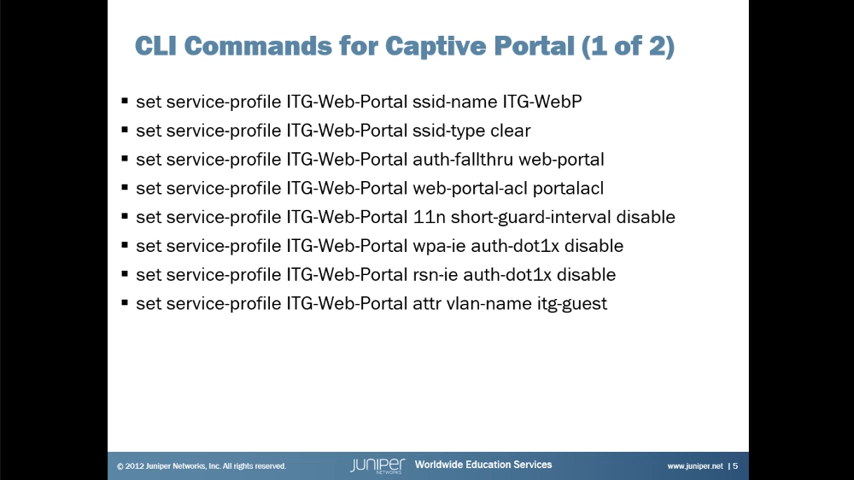 CLI Commands for Captive Portal (1 of 2)
▪ set service-profile ITG-Web-Portal ssid-name ITG-WebP
▪ set service-profile ITG-Web-Portal ssid-type clear
▪ set service-profile ITG-Web-Portal auth-fallthru web-portal
▪ set service-profile ITG-Web-Portal web-portal-acl portalacl
▪ set service-profile ITG-Web-Portal 11n short-guard-interval disable
▪ set service-profile ITG-Web-Portal wpa-ie auth-dot1x disable
▪ set service-profile ITG-Web-Portal rsn-ie auth-dot1x disable
▪ set service-profile ITG-Web-Portal attr vlan-name itg-guest
© 2012 Juniper Networks, Inc. All rights reserved.
JUNIPER
NETWORKS
Worldwide Education Services
www.juniper.net | 5